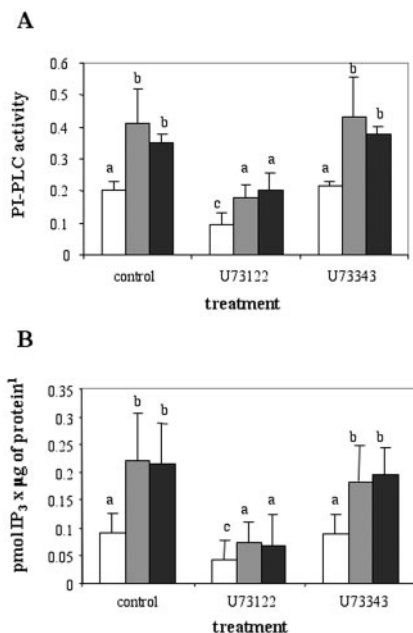 A
PI-PLC activity
0.6
0.5
0.4
0.3
0.2
0.1
0
a b b
c a a
a b b
control U73122 U73343
treatment
B
pmol IP3 x µg of protein1
0.35
0.3
0.25
0.2
0.15
0.1
0.05
0
a b b
c a a
a b b
control U73122 U73343
treatment